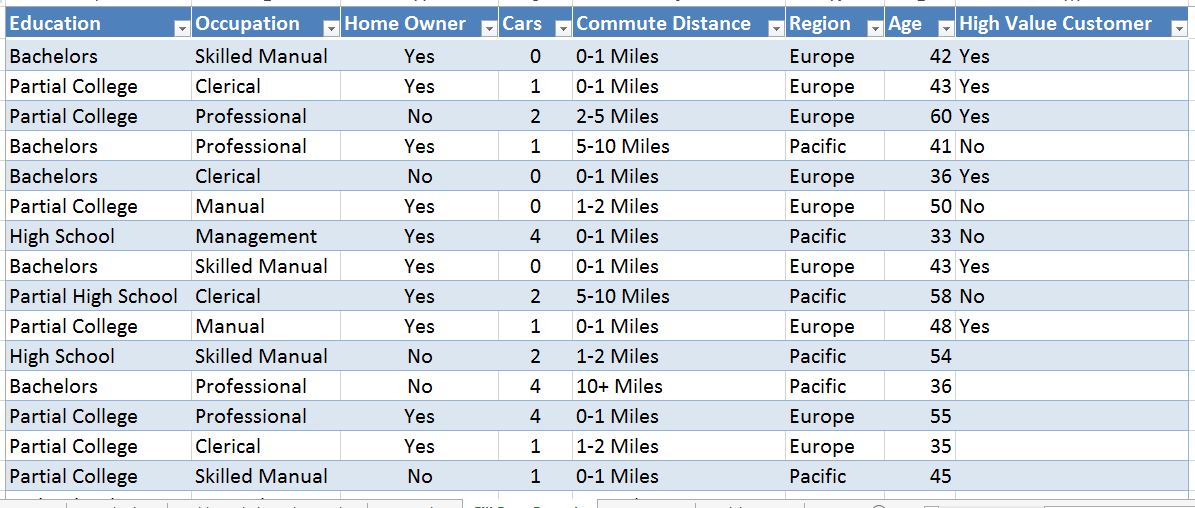 Education Occupation Home Owner Cars Commute Distance Region Age High Value Customer
Bachelors Skilled Manual Yes 0 0-1 Miles Europe 42 Yes
Partial College Clerical Yes 1 0-1 Miles Europe 43 Yes
Partial College Professional No 2 2-5 Miles Europe 60 Yes
Bachelors Professional Yes 1 5-10 Miles Pacific 41 No
Bachelors Clerical No 0 0-1 Miles Europe 36 Yes
Partial College Manual Yes 0 1-2 Miles Europe 50 No
High School Management Yes 4 0-1 Miles Pacific 33 No
Bachelors Skilled Manual Yes 0 0-1 Miles Europe 43 Yes
Partial High School Clerical Yes 2 5-10 Miles Pacific 58 No
Partial College Manual Yes 1 0-1 Miles Europe 48 Yes
High School Skilled Manual No 2 1-2 Miles Pacific 54
Bachelors Professional No 4 10+ Miles Pacific 36
Partial College Professional Yes 4 0-1 Miles Europe 55
Partial College Clerical Yes 1 1-2 Miles Europe 35
Partial College Skilled Manual No 1 0-1 Miles Pacific 45